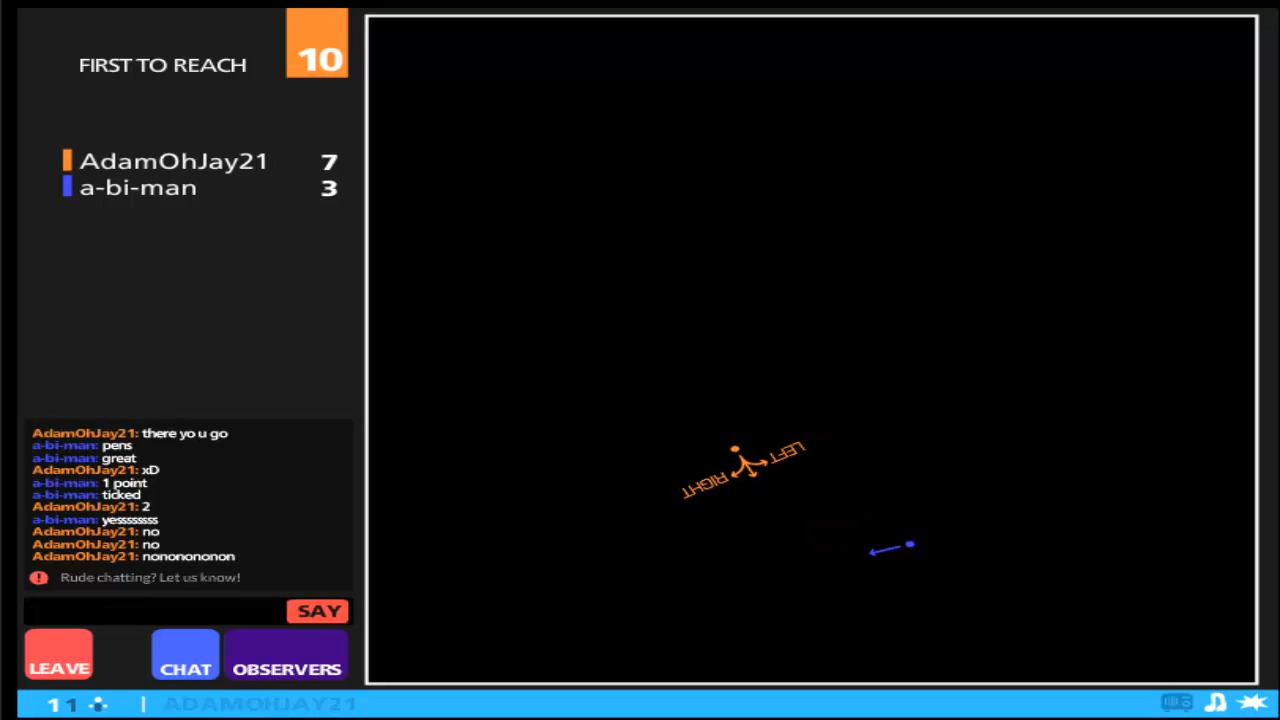 FIRST TO REACH 10
AdamOhJay21 7
a-bi-man 3
LEFT
RIGHT
AdamOhJay21: there yo u go
a-bi-man: pens
a-bi-man: great
AdamOhJay21: xD
a-bi-man: 1 point
a-bi-man: ticked
AdamOhJay21: 2
a-bi-man: yessssssss
AdamOhJay21: no
AdamOhJay21: no
AdamOhJay21: nononononon
! Rude chatting? Let us know!
SAY
LEAVE CHAT OBSERVERS
11 | ADAMOHJAY21